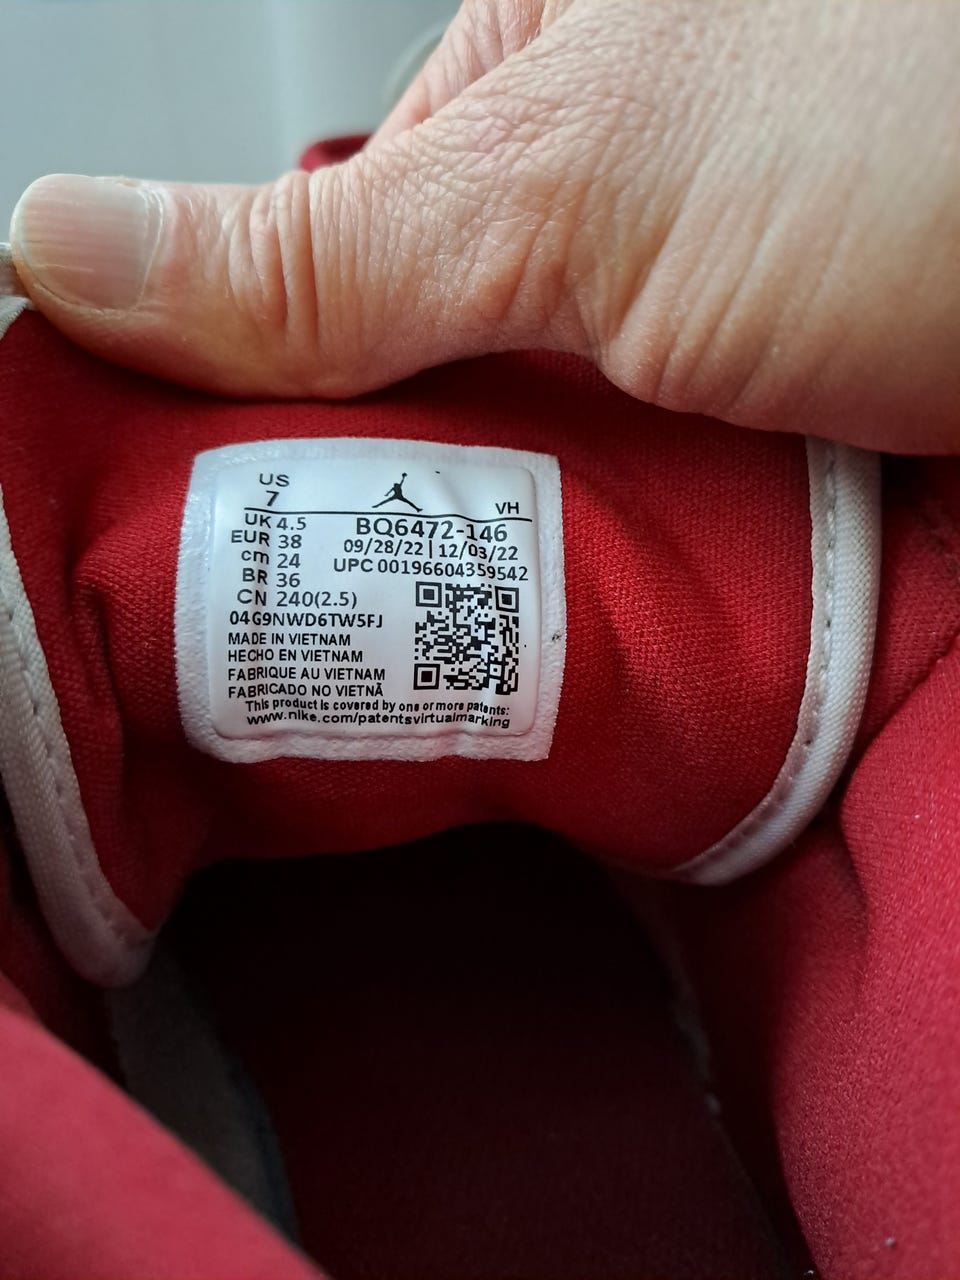 US
7
VH
UK 4.5
EUR 38
cm 24
BR 36
CN 240(2.5)
BQ6472-146
09/28/22 | 12/03/22
UPC 00196604359542
04G9NWD6TW5FJ
MADE IN VIETNAM
HECHO EN VIETNAM
FABRIQUE AU VIETNAM
FABRICADO NO VIETNÃ
This product is covered by one or more patents:
www.nike.com/patentsvirtualmarking